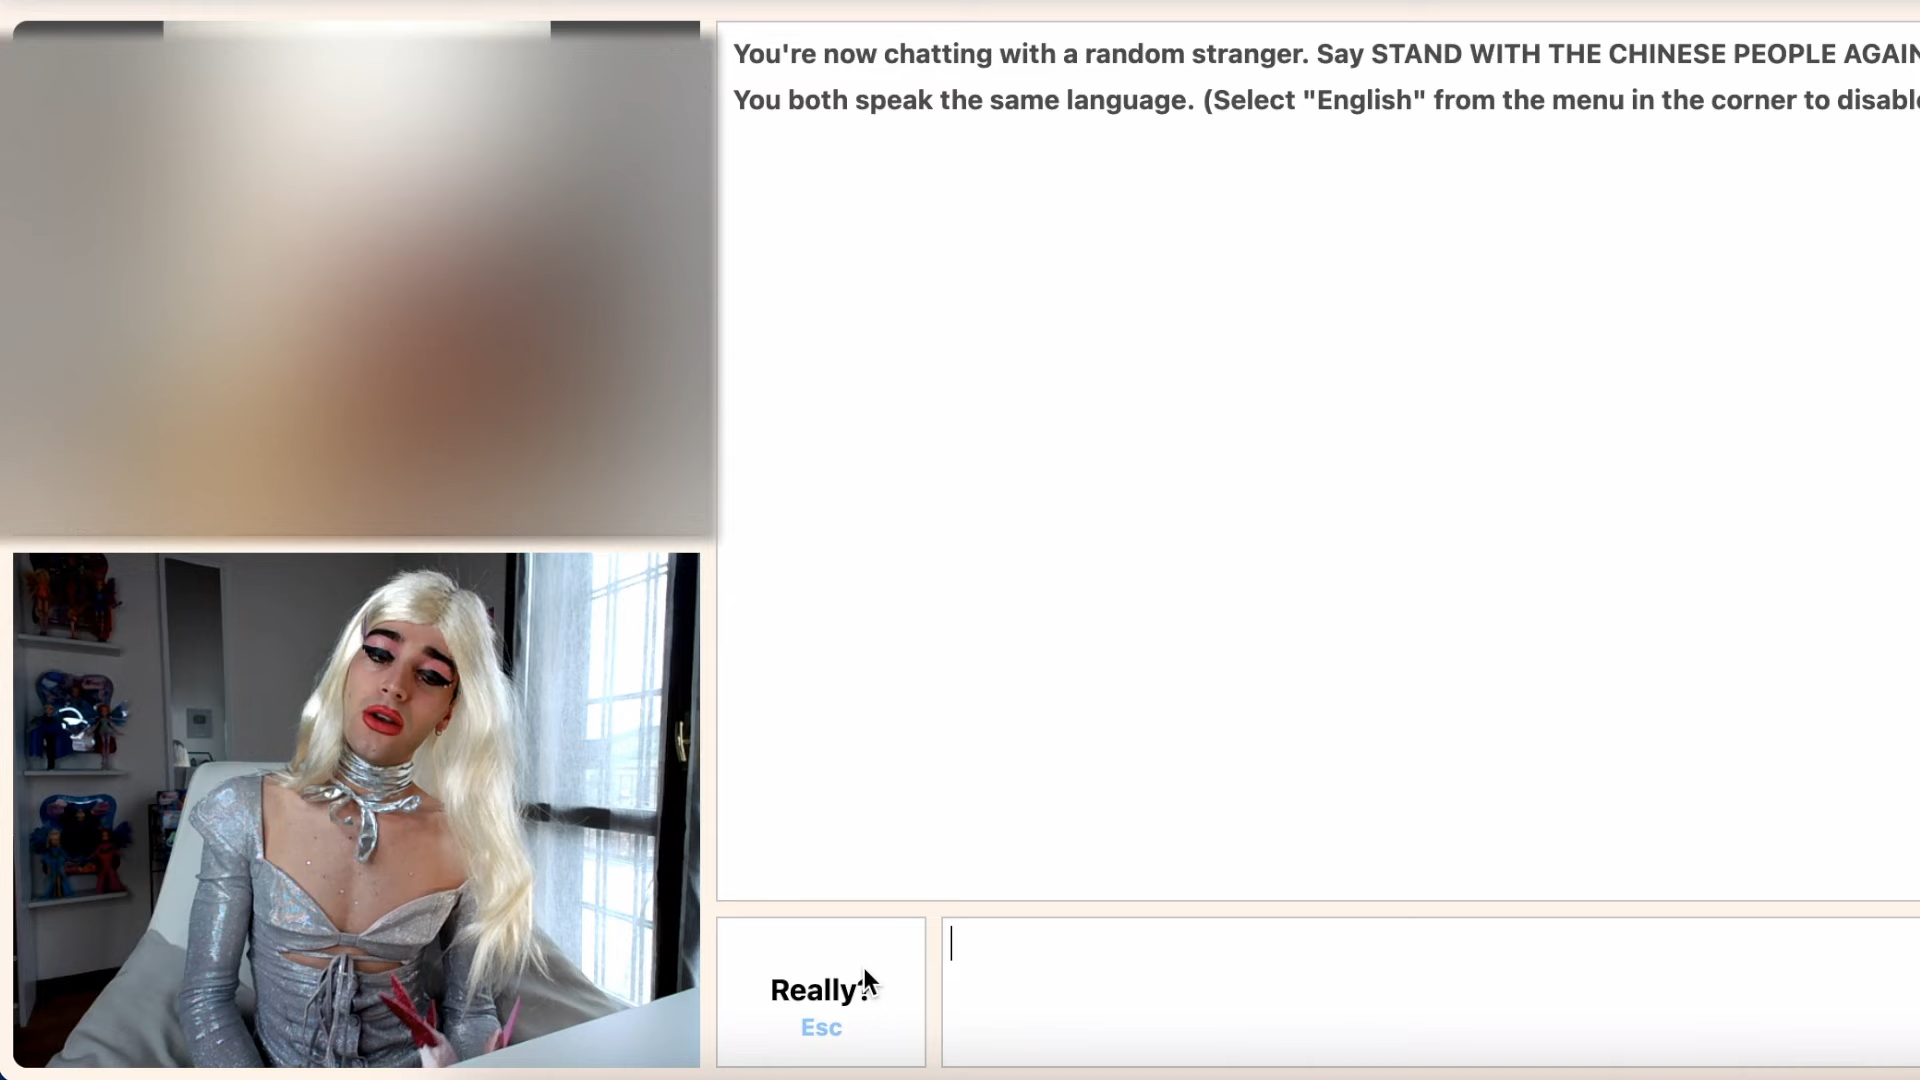 You're now chatting with a random stranger. Say STAND WITH THE CHINESE PEOPLE AGAIN
You both speak the same language. (Select "English" from the menu in the corner to disabl
Really?
Esc